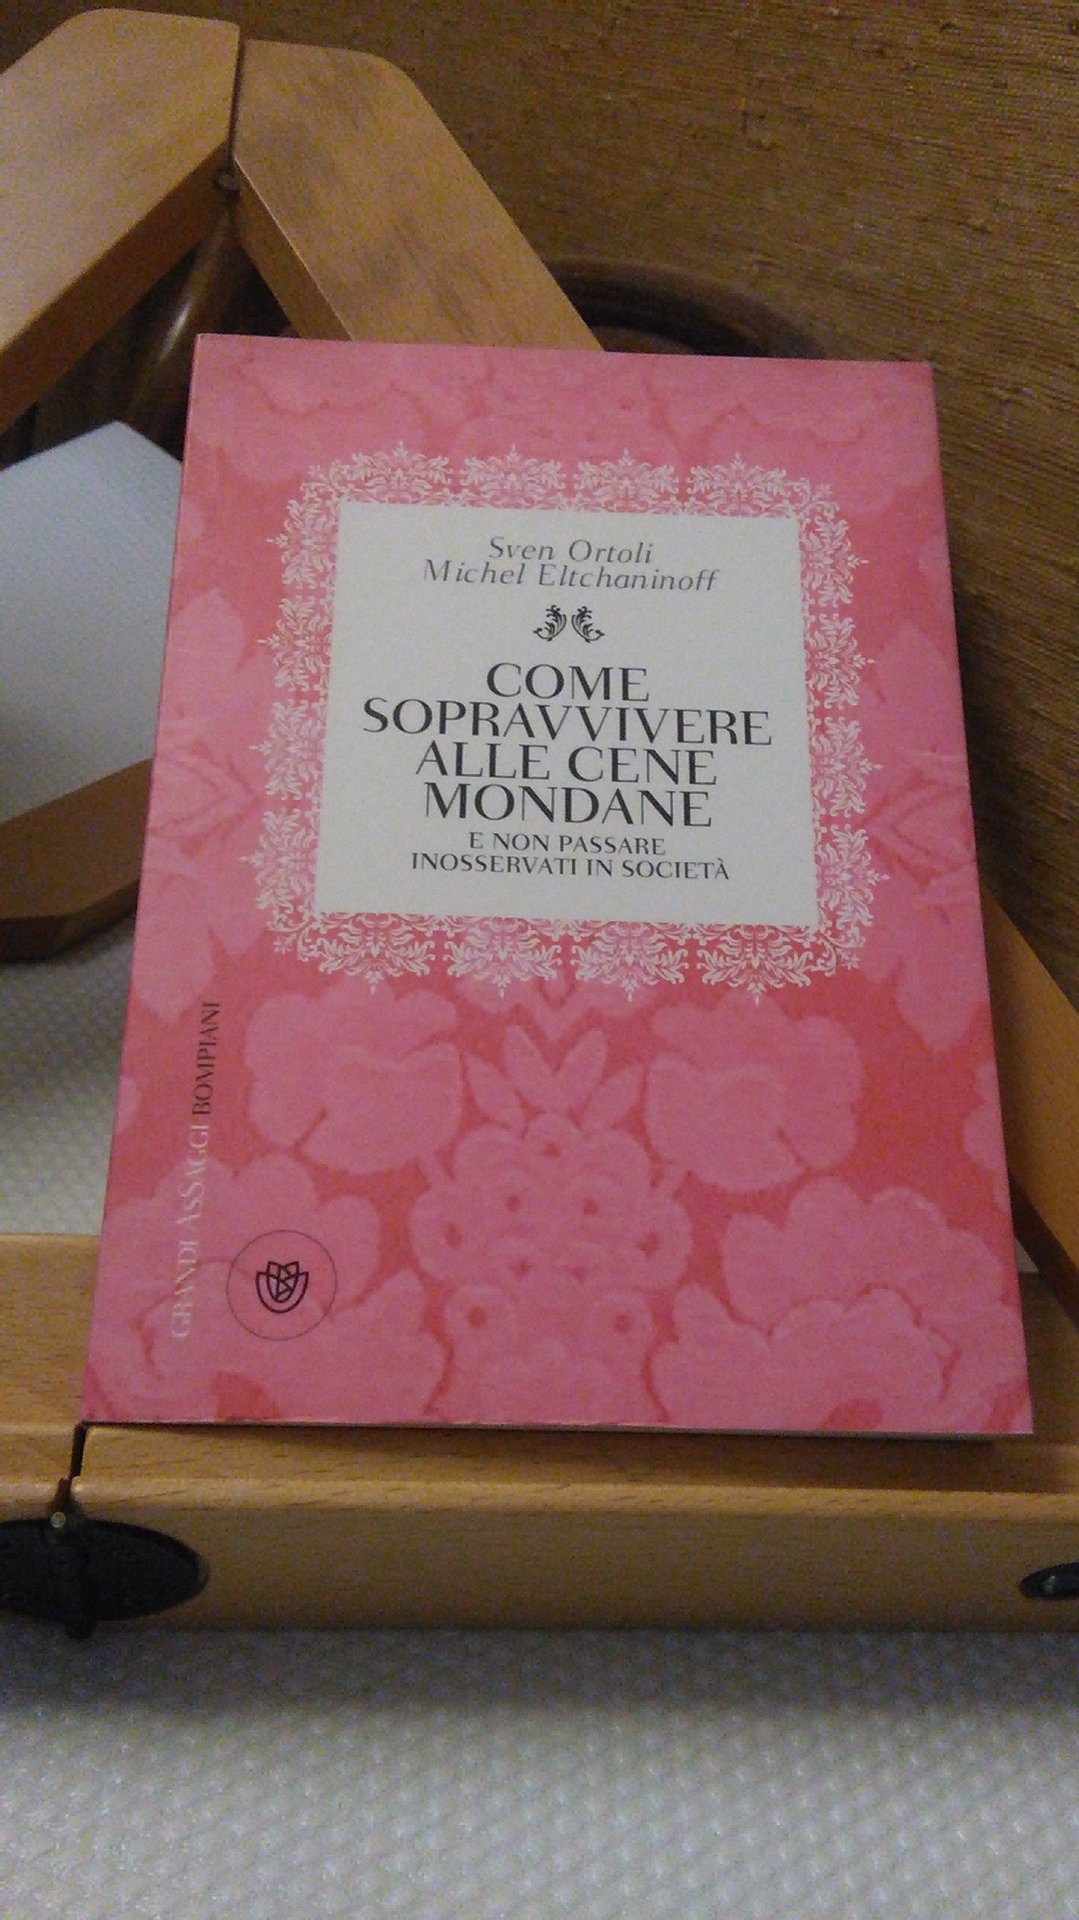 Sven Ortoli
Michel Eltchaninoff
COME
SOPRAVVIVERE
ALLE CENE
MONDANE
E NON PASSARE
INOSSERVATI IN SOCIETÀ
GRANDI ASSAGGI BOMPIANI